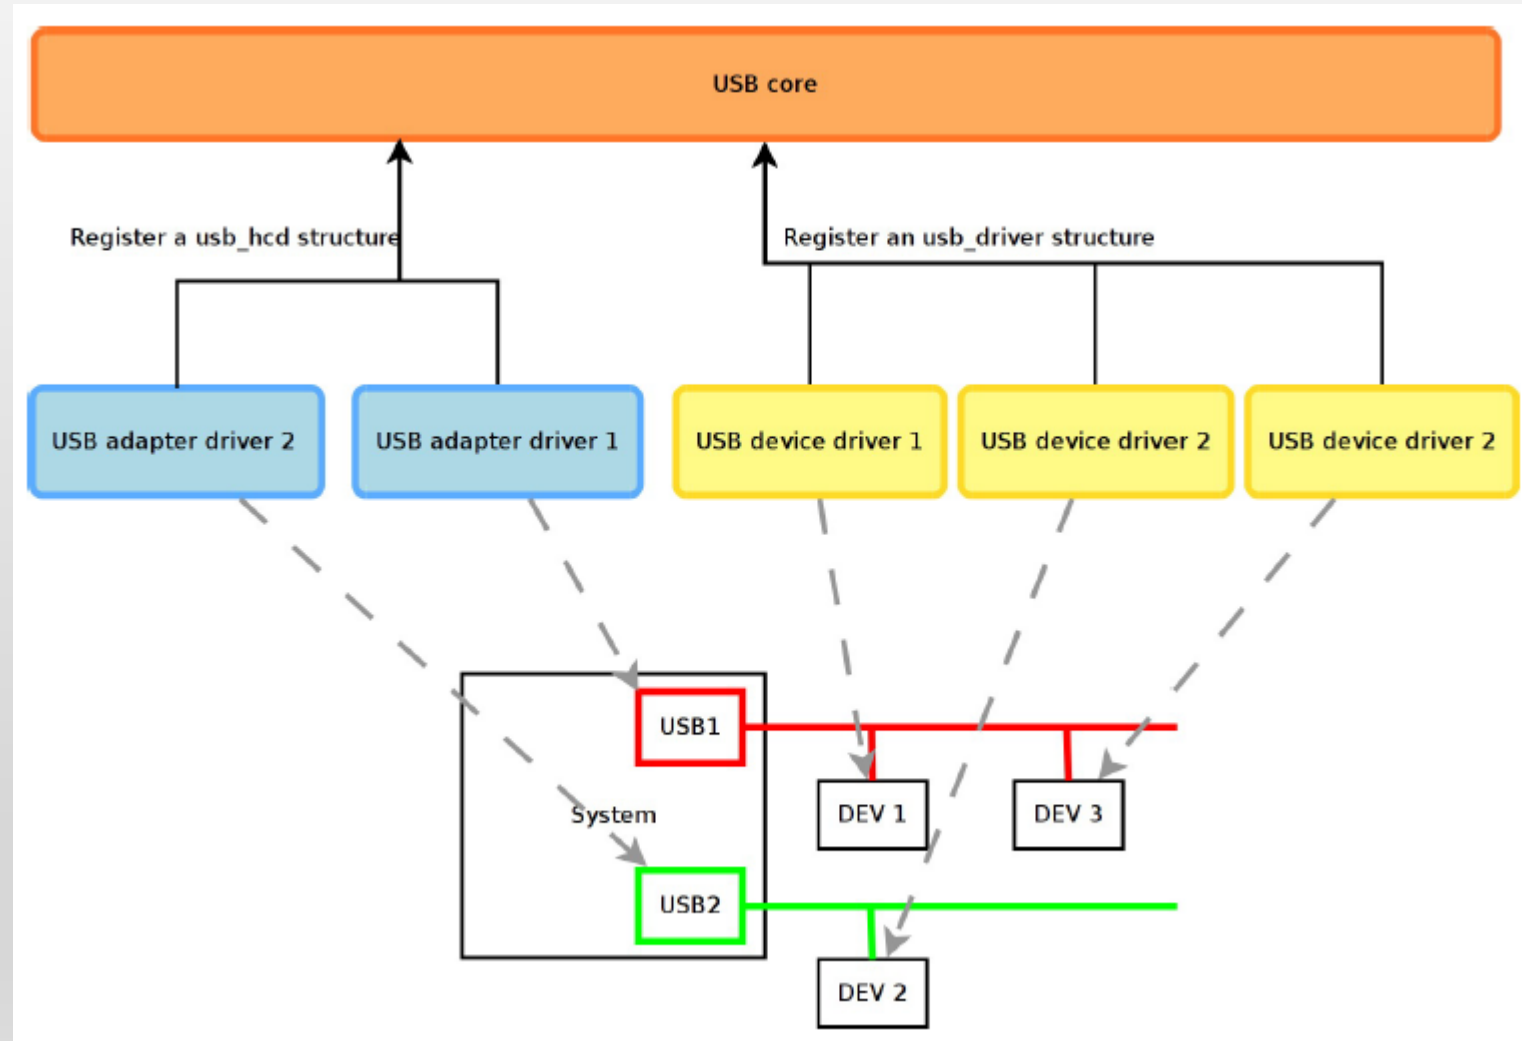 USB core
Register a usb_hcd structure
Register an usb_driver structure
USB adapter driver 2
USB adapter driver 1
USB device driver 1
USB device driver 2
USB device driver 2
USB1
System
DEV 1
DEV 3
USB2
DEV 2